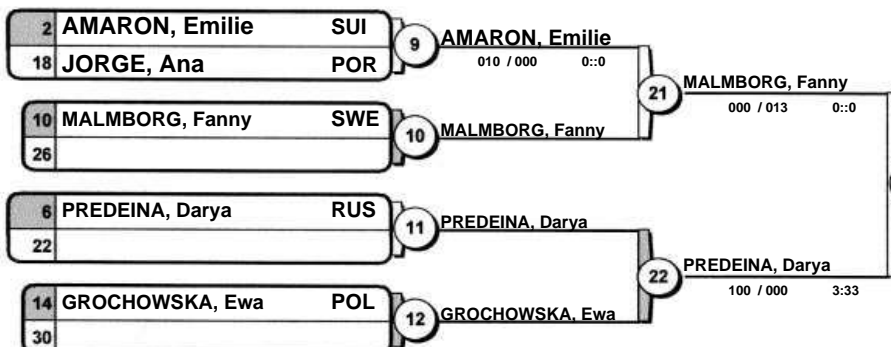 2 AMARON, Emilie SUI
18 JORGE, Ana POR
9 AMARON, Emilie
010 / 000 0::0
10 MALMBORG, Fanny SWE
26
10 MALMBORG, Fanny
21 MALMBORG, Fanny
000 / 013 0::0
6 PREDEINA, Darya RUS
22
11 PREDEINA, Darya
14 GROCHOWSKA, Ewa POL
30
12 GROCHOWSKA, Ewa
22 PREDEINA, Darya
100 / 000 3:33